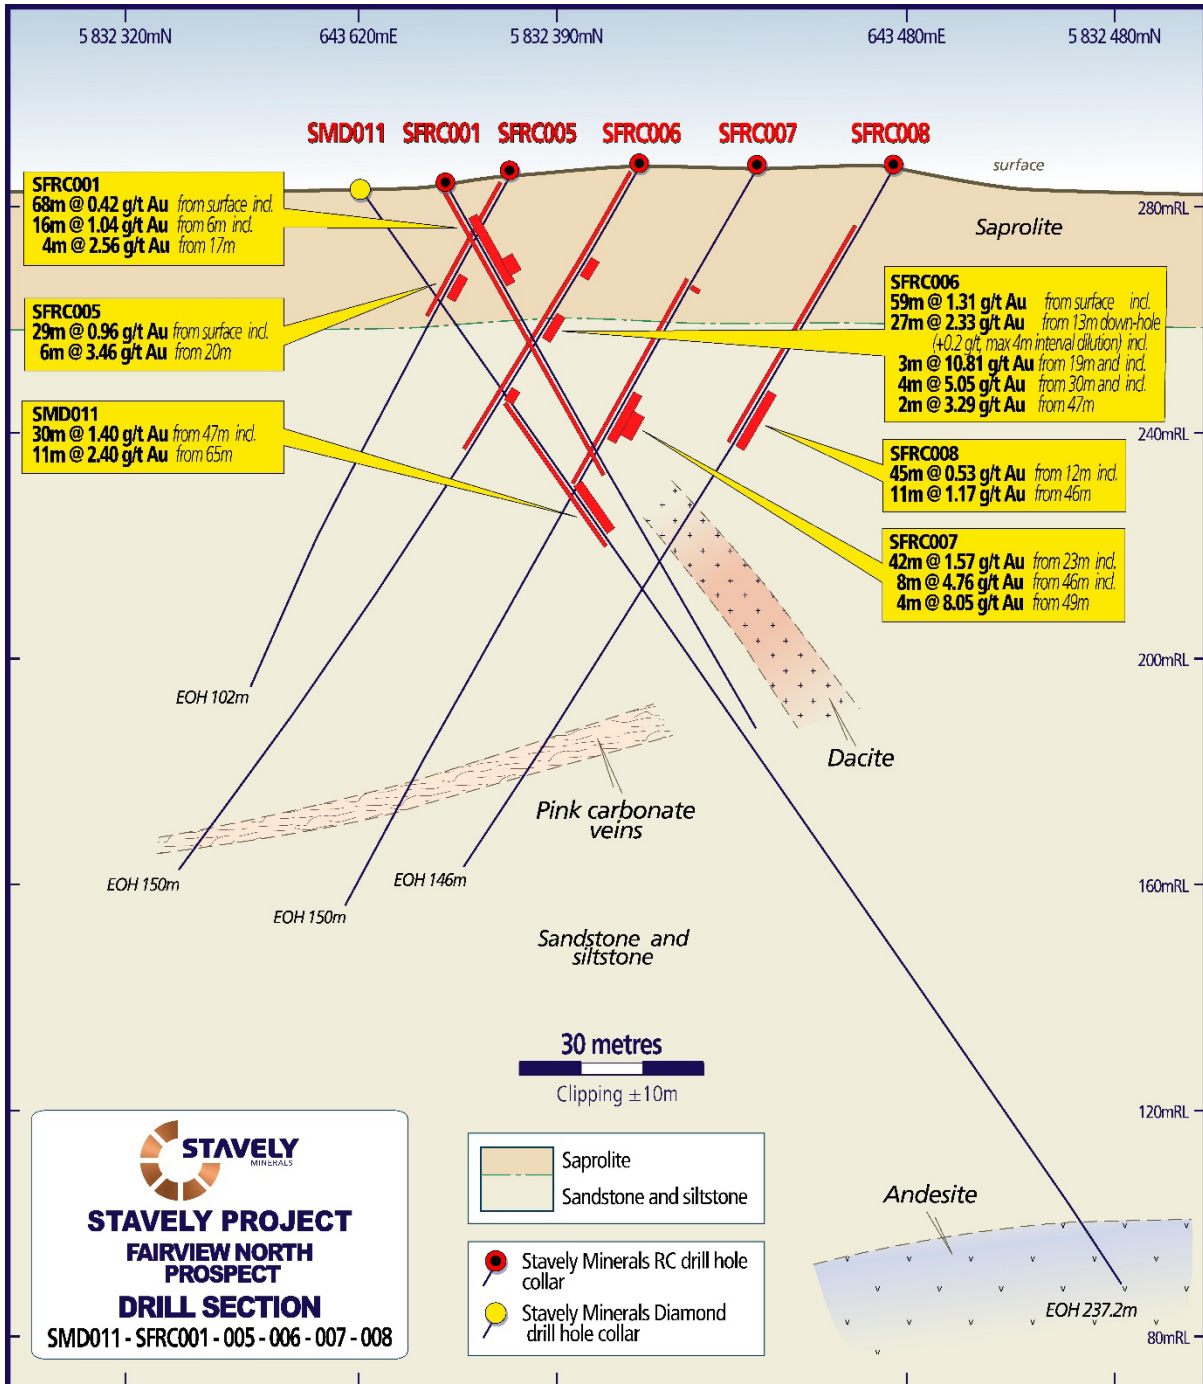 5 832 320mN
643 620mE
5 832 390mN
643 480mE
5 832 480mN
SMD011
SFRC001
SFRC005
SFRC006
SFRC007
SFRC008
surface
280mRL
Saprolite
SFRC001
68m @ 0.42 g/t Au from surface incl.
16m @ 1.04 g/t Au from 6m incl.
4m @ 2.56 g/t Au from 17m
SFRC005
29m @ 0.96 g/t Au from surface incl.
6m @ 3.46 g/t Au from 20m
SMD011
30m @ 1.40 g/t Au from 47m incl.
11m @ 2.40 g/t Au from 65m
SFRC006
59m @ 1.31 g/t Au from surface incl.
27m @ 2.33 g/t Au from 13m down-hole
(+0.2 g/t, max 4m interval dilution) incl.
3m @ 10.81 g/t Au from 19m and incl.
4m @ 5.05 g/t Au from 30m and incl.
2m @ 3.29 g/t Au from 47m
240mRL
SFRC008
45m @ 0.53 g/t Au from 12m incl.
11m @ 1.17 g/t Au from 46m
SFRC007
42m @ 1.57 g/t Au from 23m incl.
8m @ 4.76 g/t Au from 46m incl.
4m @ 8.05 g/t Au from 49m
200mRL
EOH 102m
Dacite
Pink carbonate
veins
EOH 150m
EOH 146m
160mRL
EOH 150m
Sandstone and
siltstone
30 metres
Clipping ±10m
120mRL
STAVELY
MINERALS
STAVELY PROJECT
FAIRVIEW NORTH
PROSPECT
DRILL SECTION
SMD011 - SFRC001 - 005 - 006 - 007 - 008
Saprolite
Sandstone and siltstone
Stavely Minerals RC drill hole
collar
Stavely Minerals Diamond
drill hole collar
Andesite
EOH 237.2m
80mRL